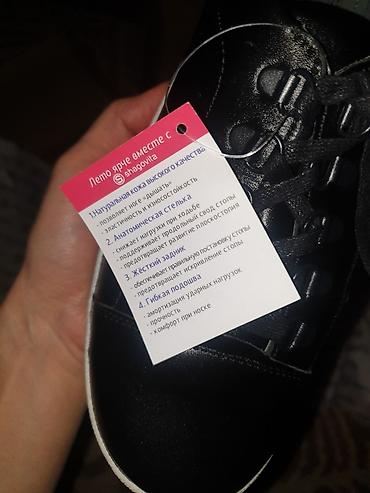 Лето ярче вместе с
shagovita
1.Натуральная кожа высокого качества
- позволяет ноге «дышать»
- эластичность и износостойкость
2. Анатомическая стелька
- снижает нагрузки при ходьбе
- поддерживает продольный свод стопы
- предотвращает развитие плоскостопия
3. Жёсткий задник
- обеспечивает правильную постановку стопы
- предотвращает искривление стопы
4. Гибкая подошва
- амортизация ударных нагрузок
- прочность
- комфорт при носке